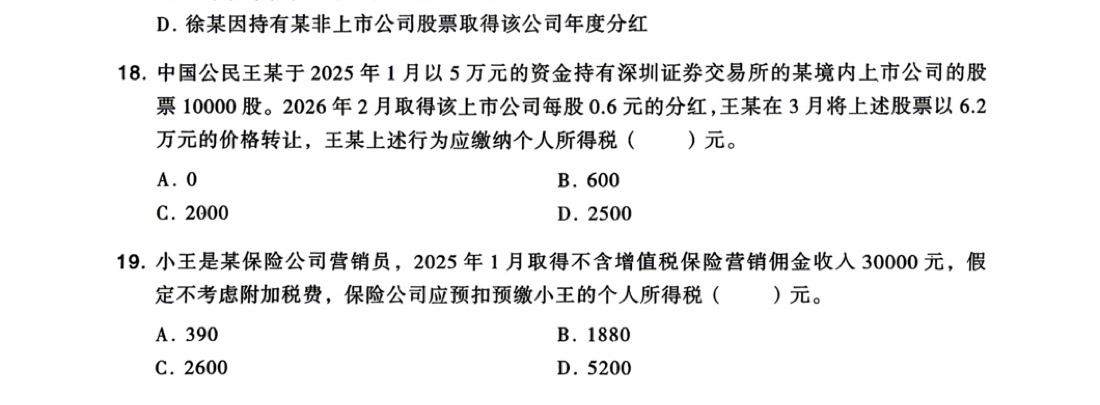 D. 徐某因持有某非上市公司股票取得该公司年度分红
18. 中国公民王某于 2025 年 1 月以 5 万元的资金持有深圳证券交易所的某境内上市公司的股
票 10000 股。2026 年 2 月取得该上市公司每股 0.6 元的分红,王某在 3 月将上述股票以 6.2
万元的价格转让，王某上述行为应缴纳个人所得税（　　）元。
A. 0　　B. 600
C. 2000　　D. 2500
19. 小王是某保险公司营销员，2025 年 1 月取得不含增值税保险营销佣金收入 30000 元，假
定不考虑附加税费，保险公司应预扣预缴小王的个人所得税（　　）元。
A. 390　　B. 1880
C. 2600　　D. 5200